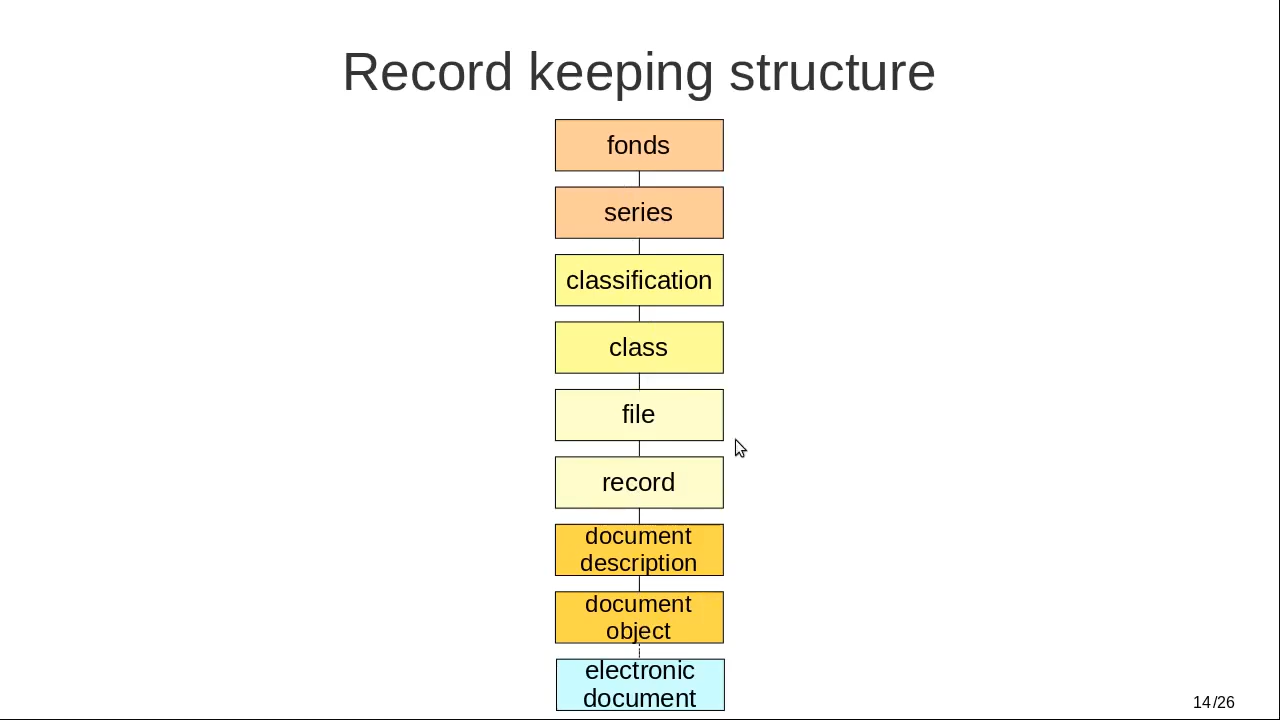 Record keeping structure
fonds
series
classification
class
file
record
document
description
document
object
electronic
document
14/26